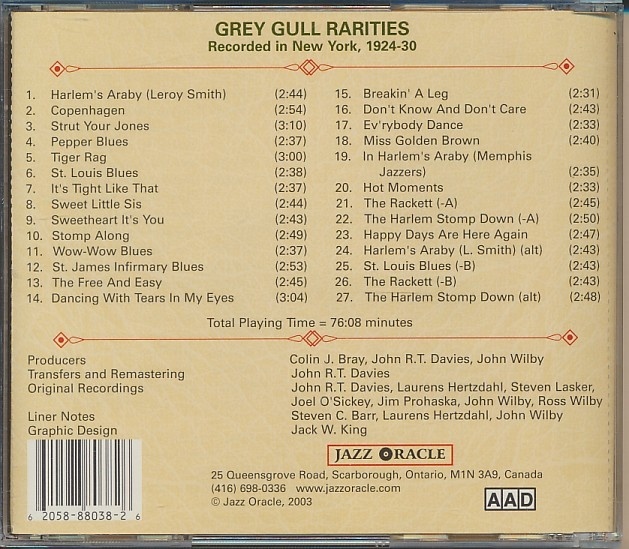 GREY GULL RARITIES
Recorded in New York, 1924-30
1. Harlem's Araby (Leroy Smith) (2:44)
2. Copenhagen (2:54)
3. Strut Your Jones (3:10)
4. Pepper Blues (2:37)
5. Tiger Rag (3:00)
6. St. Louis Blues (2:38)
7. It's Tight Like That (2:37)
8. Sweet Little Sis (2:44)
9. Sweetheart It's You (2:43)
10. Stomp Along (2:49)
11. Wow-Wow Blues (2:37)
12. St. James Infirmary Blues (2:53)
13. The Free And Easy (2:45)
14. Dancing With Tears In My Eyes (3:04)
15. Breakin' A Leg (2:31)
16. Don't Know And Don't Care (2:43)
17. Ev'rybody Dance (2:33)
18. Miss Golden Brown (2:40)
19. In Harlem's Araby (Memphis
Jazzers) (2:35)
20. Hot Moments (2:33)
21. The Rackett (-A) (2:45)
22. The Harlem Stomp Down (-A) (2:50)
23. Happy Days Are Here Again (2:47)
24. Harlem's Araby (L. Smith) (alt) (2:43)
25. St. Louis Blues (-B) (2:43)
26. The Rackett (-B) (2:43)
27. The Harlem Stomp Down (alt) (2:48)
Total Playing Time = 76:08 minutes
Producers Colin J. Bray, John R.T. Davies, John Wilby
Transfers and Remastering John R.T. Davies
Original Recordings John R.T. Davies, Laurens Hertzdahl, Steven Lasker,
Joel O'Sickey, Jim Prohaska, John Wilby, Ross Wilby
Liner Notes Steven C. Barr, Laurens Hertzdahl, John Wilby
Graphic Design Jack W. King
JAZZ ORACLE
25 Queensgrove Road, Scarborough, Ontario, M1N 3A9, Canada
(416) 698-0336 www.jazzoracle.com
© Jazz Oracle, 2003
AAD
6 2058-88038-2 6